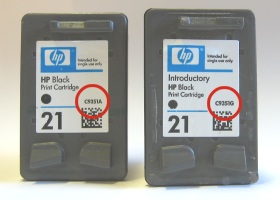 hp
Intended for
single use only.
HP Black
Print Cartridge
C9351A
21
hp
Intended for
single use only.
Introductory
HP Black
Print Cartridge
C9351G
21